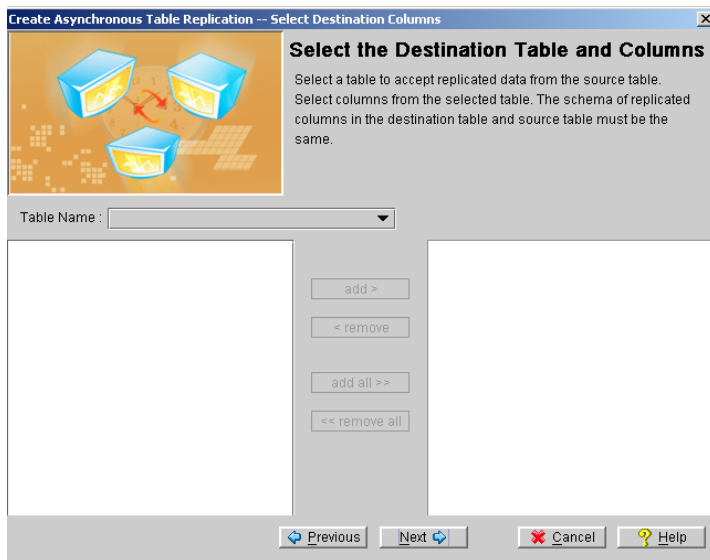 Create Asynchronous Table Replication -- Select Destination Columns
Select the Destination Table and Columns
Select a table to accept replicated data from the source table.
Select columns from the selected table. The schema of replicated
columns in the destination table and source table must be the
same.
Table Name :
add >
< remove
add all >>
<< remove all
Previous
Next
Cancel
Help